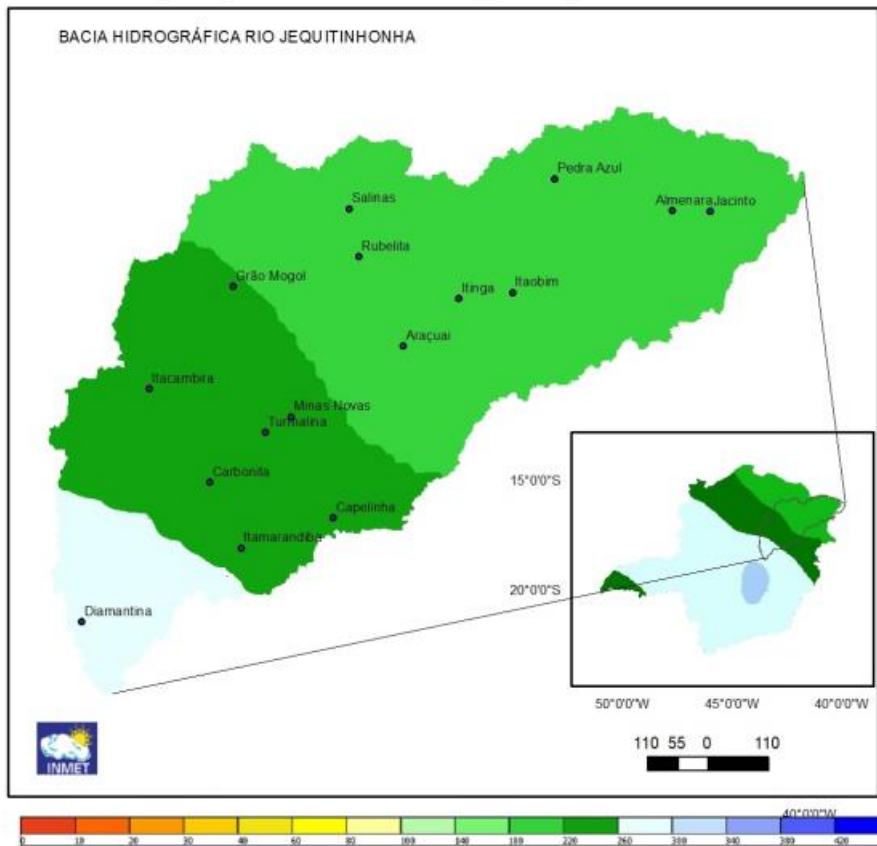 BACIA HIDROGRÁFICA RIO JEQUITINHONHA
Pedra Azul
Salinas
Almenara
Jacinto
Rubelita
Grão Mogol
Itinga
Itaobim
Araçuai
Itacambira
Minas Novas
Turmalina
Carbonita
Capelinha
Itamarandiba
Diamantina
15°0'0"S
20°0'0"S
50°0'0"W 45°0'0"W 40°0'0"W
INMET
110 55 0 110
40°0'0"W
0 10 20 30 40 60 80 100 140 180 220 260 300 340 380 420